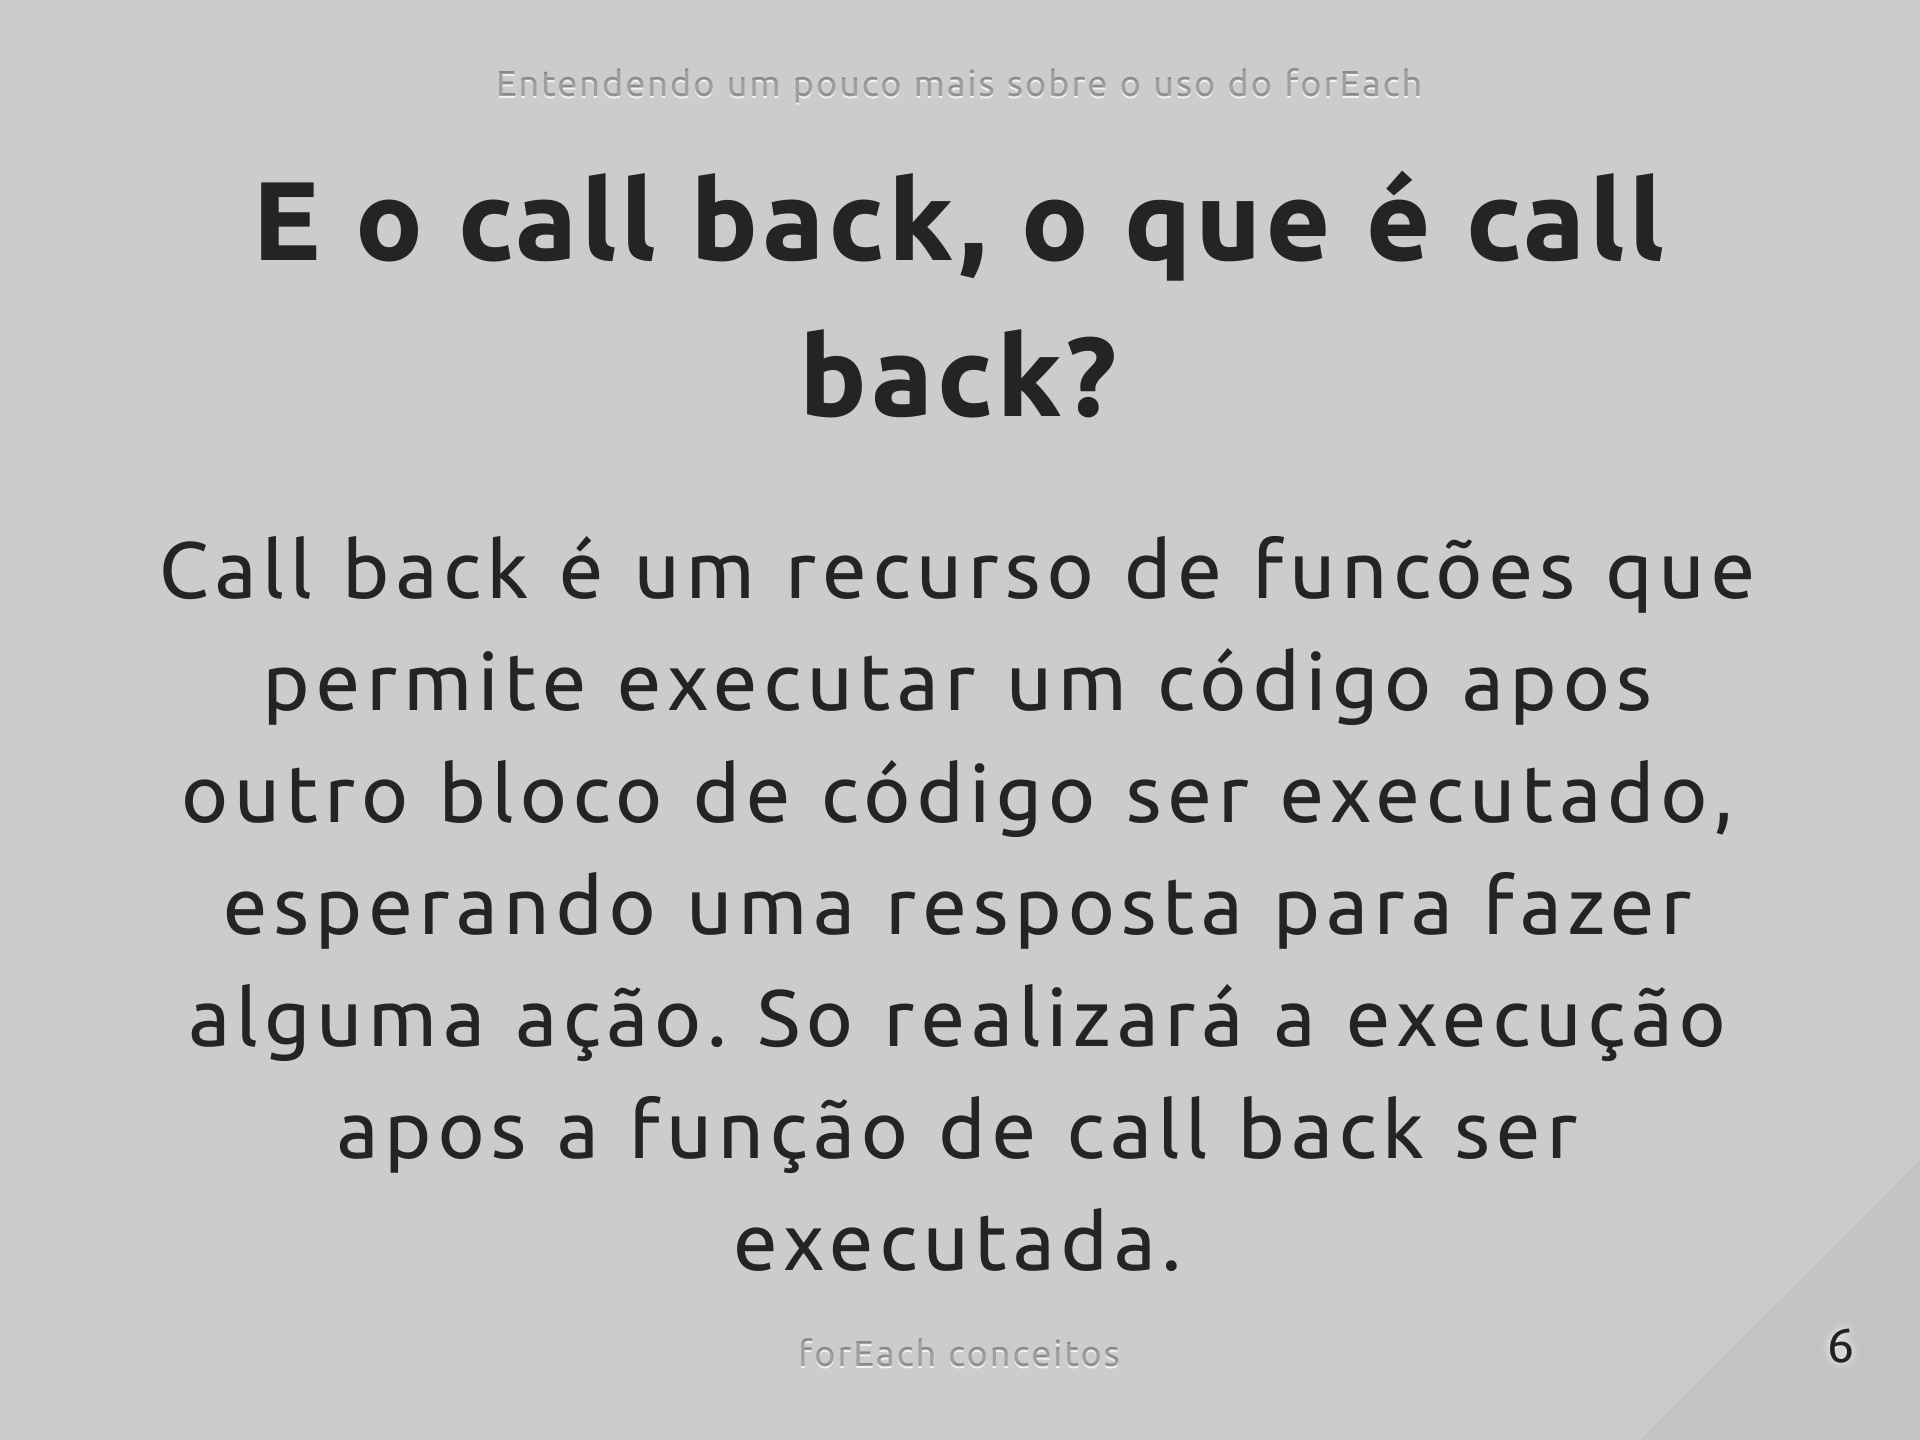 Entendendo um pouco mais sobre o uso do forEach
E o call back, o que é call
back?
Call back é um recurso de funcões que
permite executar um código apos
outro bloco de código ser executado,
esperando uma resposta para fazer
alguma ação. So realizará a execução
apos a função de call back ser
executada.
forEach conceitos
6